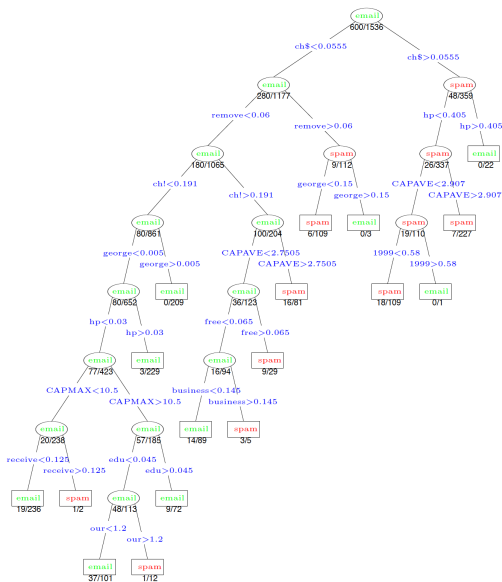 email
600/1536
ch$<0.0555
ch$>0.0555
email
280/1177
spam
48/359
remove<0.06
remove>0.06
hp<0.405
hp>0.405
email
180/1065
spam
9/112
spam
26/337
email
0/22
ch!<0.191
ch!>0.191
george<0.15
george>0.15
CAPAVE<2.907
CAPAVE>2.907
email
80/861
email
100/204
spam
6/109
email
0/3
spam
19/110
spam
7/227
george<0.005
george>0.005
CAPAVE<2.7505
CAPAVE>2.7505
1999<0.58
1999>0.58
email
80/652
email
0/209
email
36/123
spam
16/81
spam
18/109
email
0/1
hp<0.03
hp>0.03
free<0.065
free>0.065
email
77/423
email
3/229
email
16/94
spam
9/29
CAPMAX<10.5
CAPMAX>10.5
business<0.145
business>0.145
email
20/238
email
57/185
email
14/89
spam
3/5
receive<0.125
receive>0.125
edu<0.045
edu>0.045
email
19/236
spam
1/2
email
48/113
email
9/72
our<1.2
our>1.2
email
37/101
spam
1/12